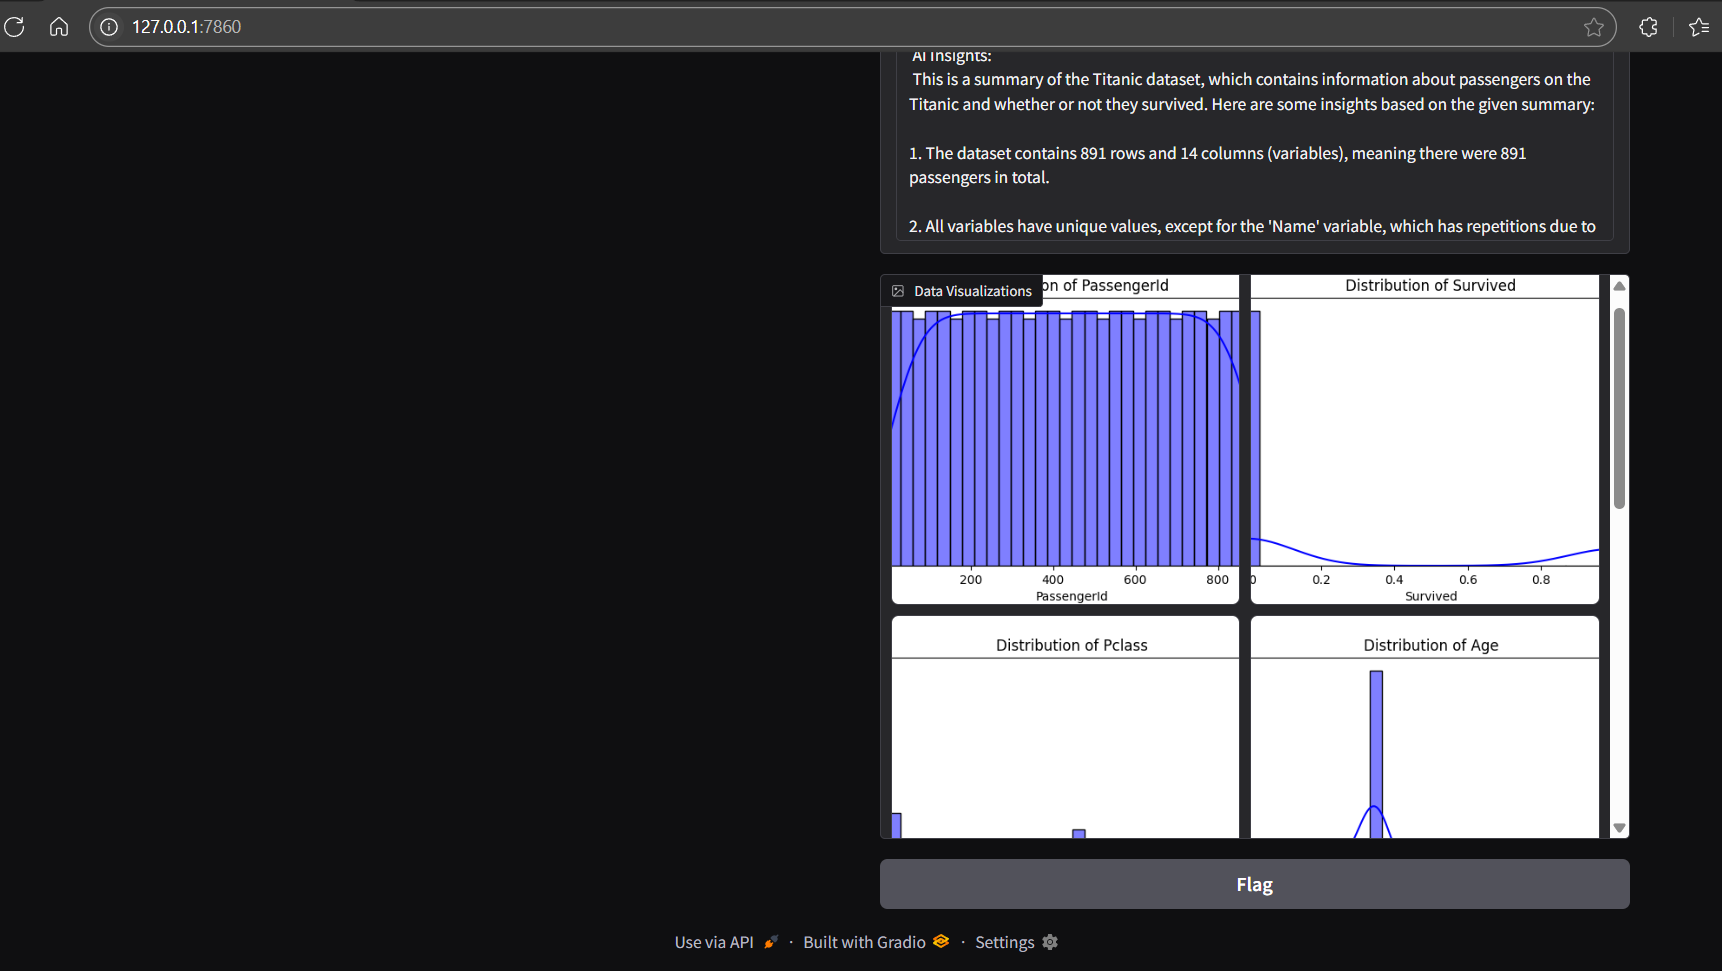 127.0.0.1:7860
AI Insights:
This is a summary of the Titanic dataset, which contains information about passengers on the
Titanic and whether or not they survived. Here are some insights based on the given summary:
1. The dataset contains 891 rows and 14 columns (variables), meaning there were 891
passengers in total.
2. All variables have unique values, except for the 'Name' variable, which has repetitions due to
Data Visualizations
on of PassengerId
Distribution of Survived
200 400 600 800
PassengerId
0 0.2 0.4 0.6 0.8
Survived
Distribution of Pclass
Distribution of Age
Flag
Use via API · Built with Gradio · Settings